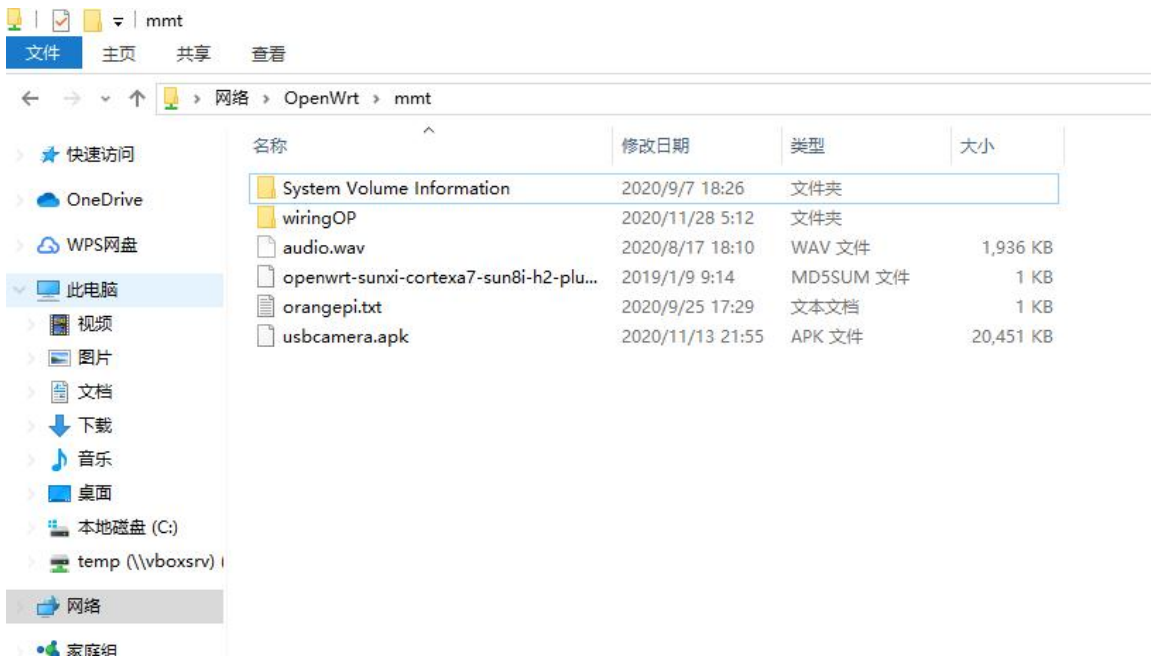 mmt
文件 主页 共享 查看
网络 OpenWrt mmt
名称 修改日期 类型 大小
快速访问
OneDrive
WPS网盘
此电脑
视频
图片
文档
下载
音乐
桌面
本地磁盘 (C:)
temp (\\vboxsrv) (
网络
家庭组
System Volume Information 2020/9/7 18:26 文件夹
wiringOP 2020/11/28 5:12 文件夹
audio.wav 2020/8/17 18:10 WAV 文件 1,936 KB
openwrt-sunxi-cortexa7-sun8i-h2-plu... 2019/1/9 9:14 MD5SUM 文件 1 KB
orangepi.txt 2020/9/25 17:29 文本文档 1 KB
usbcamera.apk 2020/11/13 21:55 APK 文件 20,451 KB